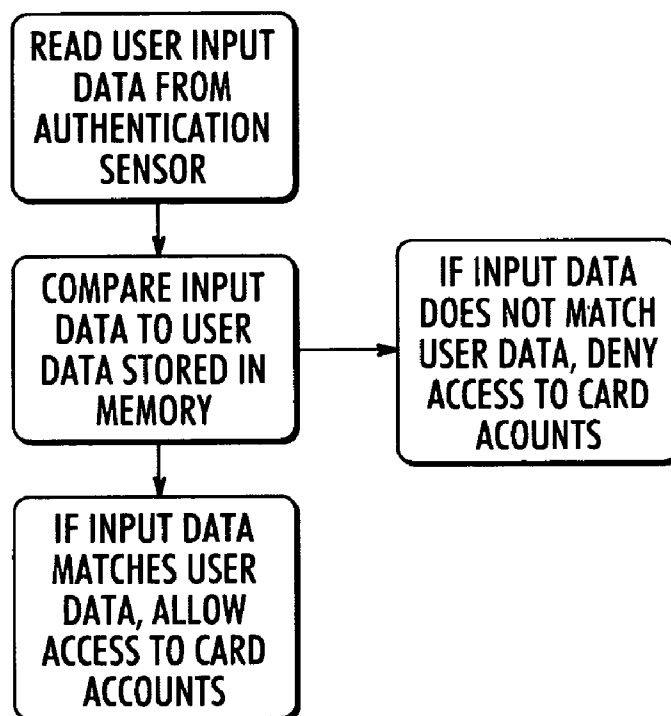 READ USER INPUT
DATA FROM
AUTHENTICATION
SENSOR
COMPARE INPUT
DATA TO USER
DATA STORED IN
MEMORY
IF INPUT DATA
DOES NOT MATCH
USER DATA, DENY
ACCESS TO CARD
ACOUNTS
IF INPUT DATA
MATCHES USER
DATA, ALLOW
ACCESS TO CARD
ACCOUNTS